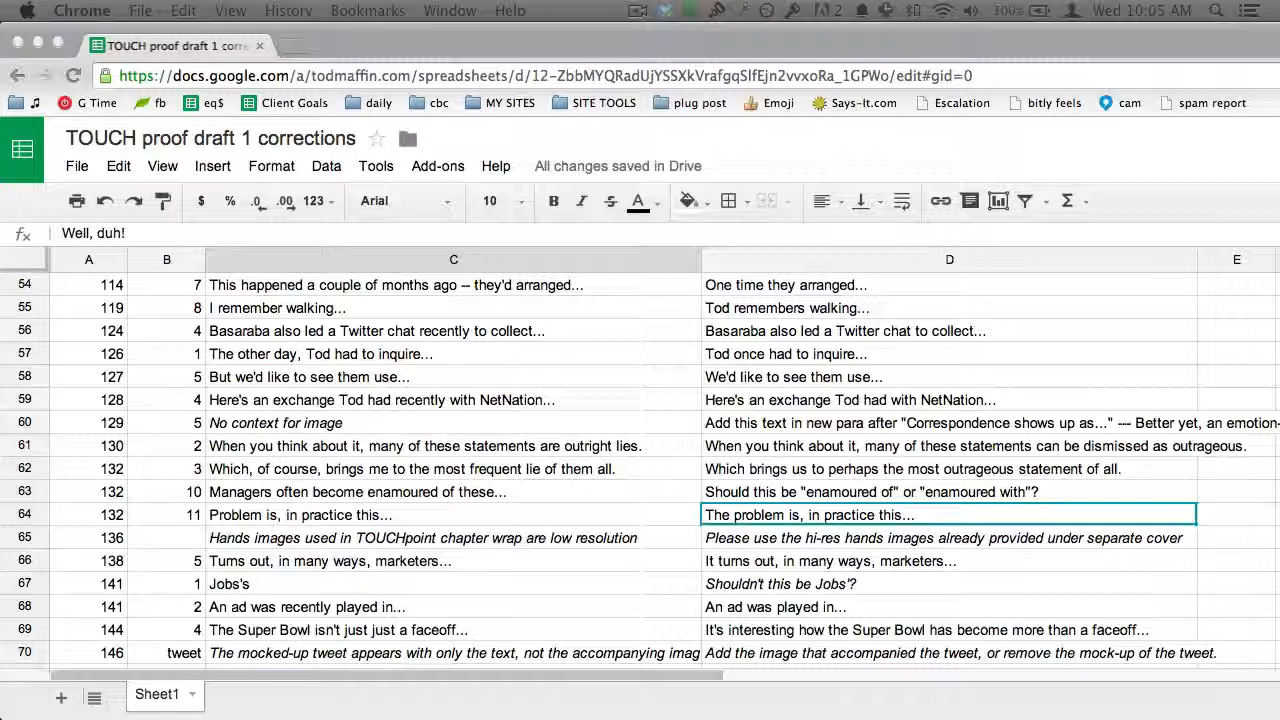 Chrome File Edit View History Bookmarks Window Help 2 100% Wed 10:05 AM
TOUCH proof draft 1 corre
https://docs.google.com/a/todmaffin.com/spreadsheets/d/12-ZbbMYQRadUjYSSXkVrafgqSlfEjn2vvooRa_1GPWo/edit#gid=0
G Time fb eq$ Client Goals daily cbc MY SITES SITE TOOLS plug post Emoji Says-It.com Escalation bitly feels cam spam report
TOUCH proof draft 1 corrections
File Edit View Insert Format Data Tools Add-ons Help All changes saved in Drive
$ % .0 .00 123 Arial 10 B I S A Σ
fx Well, duh!
A B C D E
54 114 7 This happened a couple of months ago -- they'd arranged... One time they arranged...
55 119 8 I remember walking... Tod remembers walking...
56 124 4 Basaraba also led a Twitter chat recently to collect... Basaraba also led a Twitter chat to collect...
57 126 1 The other day, Tod had to inquire... Tod once had to inquire...
58 127 5 But we'd like to see them use... We'd like to see them use...
59 128 4 Here's an exchange Tod had recently with NetNation... Here's an exchange Tod had with NetNation...
60 129 5 No context for image Add this text in new para after "Correspondence shows up as..." --- Better yet, an emotion-
61 130 2 When you think about it, many of these statements are outright lies. When you think about it, many of these statements can be dismissed as outrageous.
62 132 3 Which, of course, brings me to the most frequent lie of them all. Which brings us to perhaps the most outrageous statement of all.
63 132 10 Managers often become enamoured of these... Should this be "enamoured of" or "enamoured with"?
64 132 11 Problem is, in practice this... The problem is, in practice this...
65 136 Hands images used in TOUCHpoint chapter wrap are low resolution Please use the hi-res hands images already provided under separate cover
66 138 5 Turns out, in many ways, marketers... It turns out, in many ways, marketers...
67 141 1 Jobs's Shouldn't this be Jobs'?
68 141 2 An ad was recently played in... An ad was played in...
69 144 4 The Super Bowl isn't just just a faceoff... It's interesting how the Super Bowl has become more than a faceoff...
70 146 tweet The mocked-up tweet appears with only the text, not the accompanying imag Add the image that accompanied the tweet, or remove the mock-up of the tweet.
Sheet1